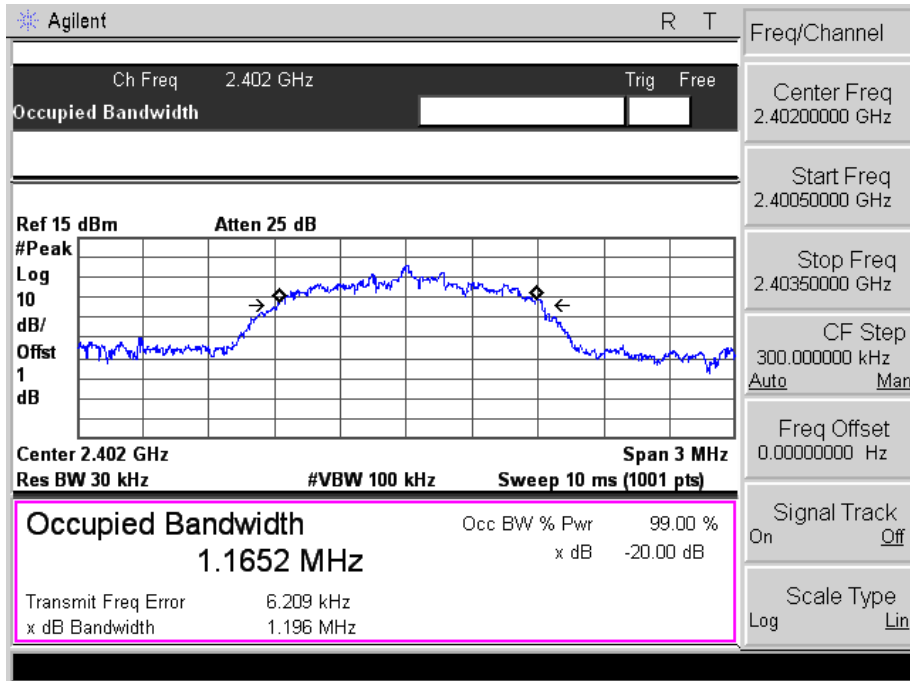 Agilent R T
Ch Freq 2.402 GHz Trig Free
Occupied Bandwidth
Ref 15 dBm Atten 25 dB
#Peak
Log
10
dB/
Offst
1
dB
Center 2.402 GHz Span 3 MHz
Res BW 30 kHz #VBW 100 kHz Sweep 10 ms (1001 pts)
Occupied Bandwidth
1.1652 MHz
Occ BW % Pwr 99.00 %
x dB -20.00 dB
Transmit Freq Error 6.209 kHz
x dB Bandwidth 1.196 MHz
Freq/Channel
Center Freq
2.40200000 GHz
Start Freq
2.40050000 GHz
Stop Freq
2.40350000 GHz
CF Step
300.000000 kHz
Auto Man
Freq Offset
0.00000000 Hz
Signal Track
On Off
Scale Type
Log Lin